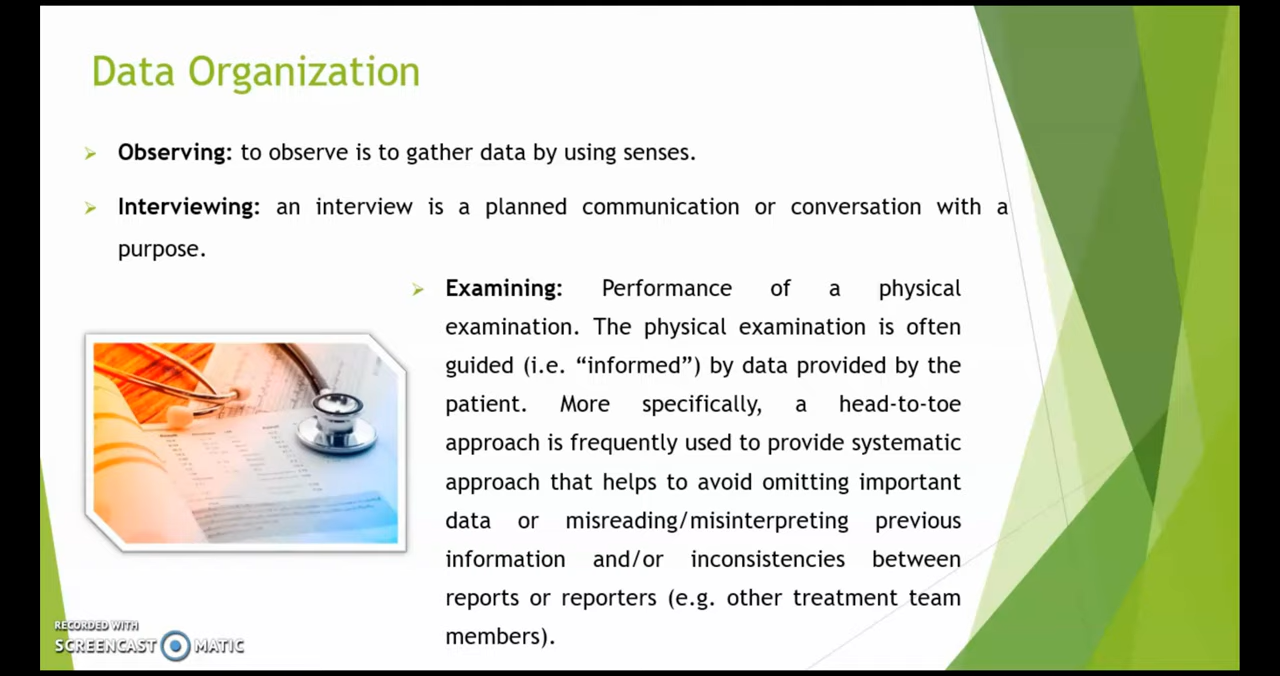 Data Organization
Observing: to observe is to gather data by using senses.
Interviewing: an interview is a planned communication or conversation with a
purpose.
Examining: Performance of a physical
examination. The physical examination is often
guided (i.e. “informed”) by data provided by the
patient. More specifically, a head-to-toe
approach is frequently used to provide systematic
approach that helps to avoid omitting important
data or misreading/misinterpreting previous
information and/or inconsistencies between
reports or reporters (e.g. other treatment team
members).
RECORDED WITH
SCREENCAST MATIC